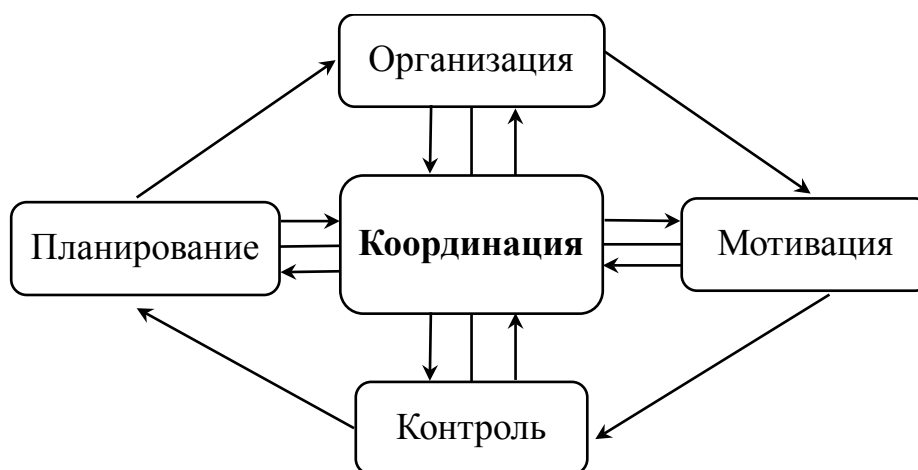 Организация
Планирование
Координация
Мотивация
Контроль